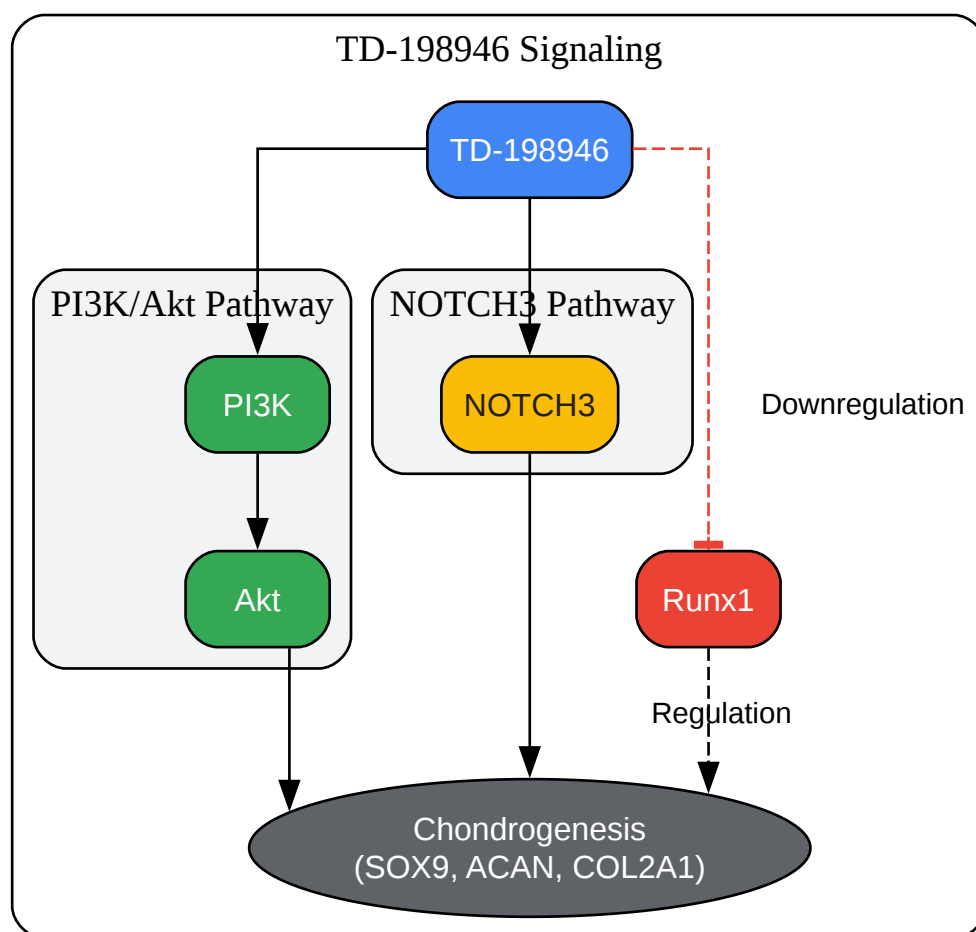 TD-198946 Signaling
TD-198946
PI3K/Akt Pathway
NOTCH3 Pathway
PI3K
NOTCH3
Downregulation
Akt
Runx1
Regulation
Chondrogenesis
(SOX9, ACAN, COL2A1)